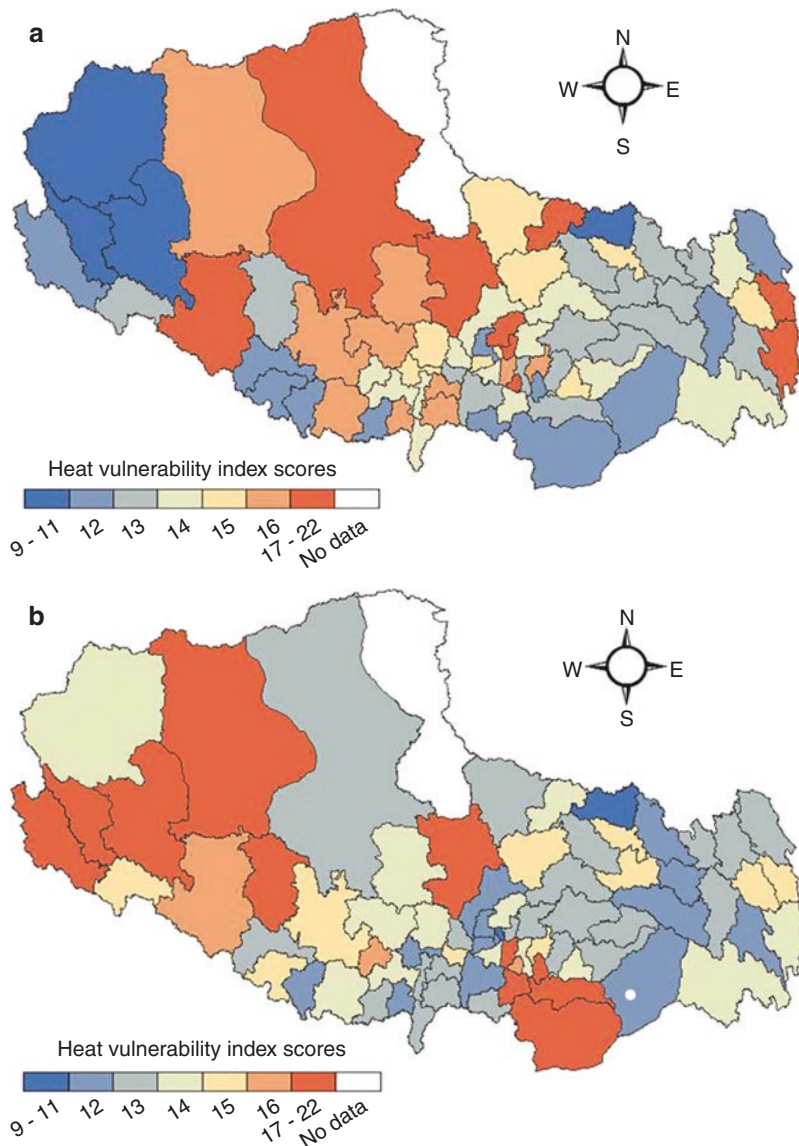 a
N
W E
S
Heat vulnerability index scores
9 - 11 12 13 14 15 16 17 - 22 No data
b
N
W E
S
Heat vulnerability index scores
9 - 11 12 13 14 15 16 17 - 22 No data